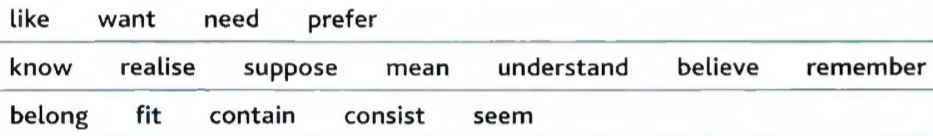 like want need prefer
know realise suppose mean understand believe remember
belong fit contain consist seem